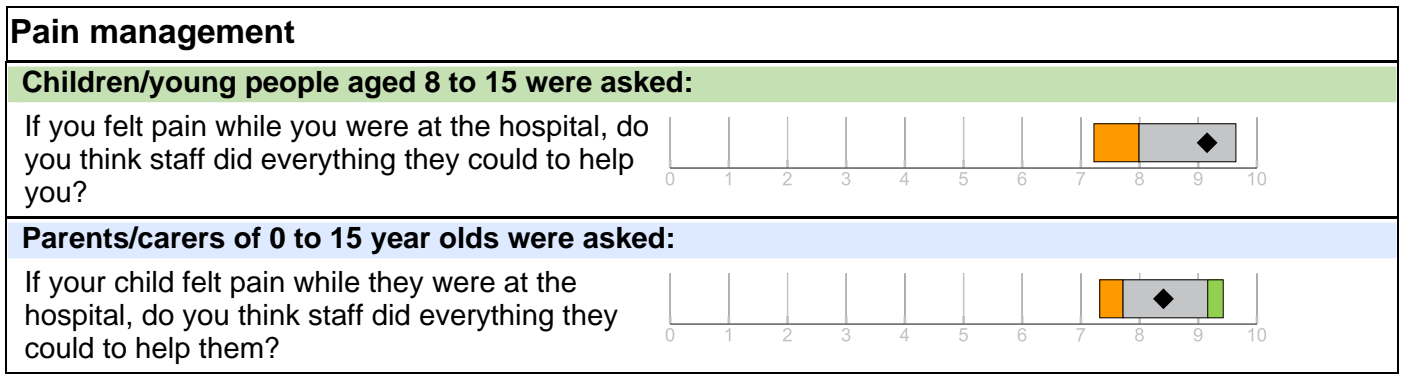 Pain management
Children/young people aged 8 to 15 were asked:
If you felt pain while you were at the hospital, do
you think staff did everything they could to help
you?
0 1 2 3 4 5 6 7 8 9 10
Parents/carers of 0 to 15 year olds were asked:
If your child felt pain while they were at the
hospital, do you think staff did everything they
could to help them?
0 1 2 3 4 5 6 7 8 9 10